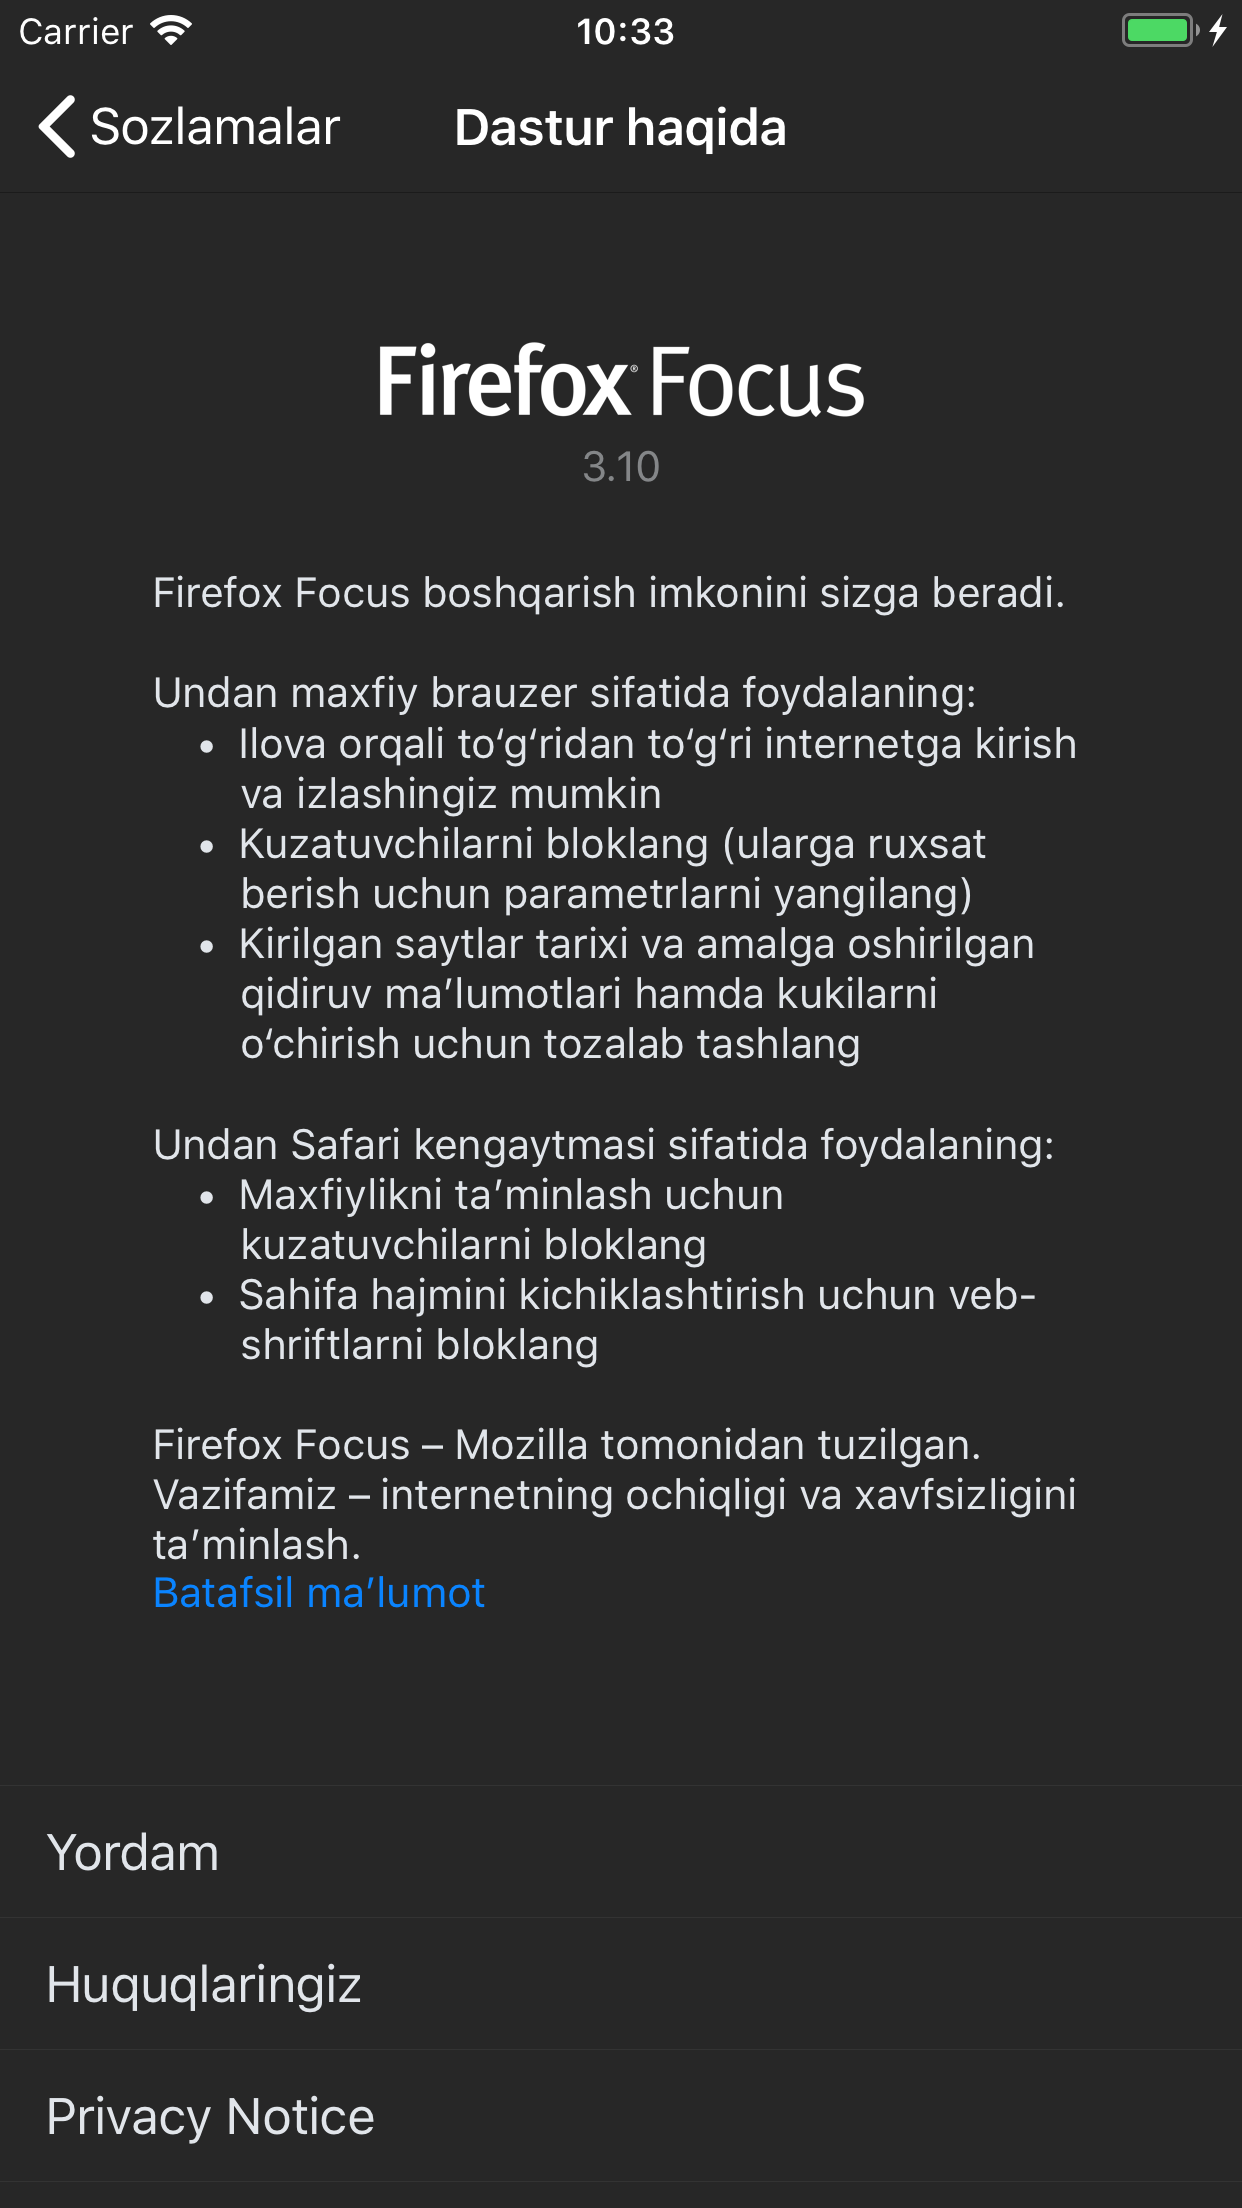 Carrier 10:33
Sozlamalar Dastur haqida
Firefox® Focus
3.10
Firefox Focus boshqarish imkonini sizga beradi.
Undan maxfiy brauzer sifatida foydalaning:
• Ilova orqali to‘g‘ridan to‘g‘ri internetga kirish
va izlashingiz mumkin
• Kuzatuvchilarni bloklang (ularga ruxsat
berish uchun parametrlarni yangilang)
• Kirilgan saytlar tarixi va amalga oshirilgan
qidiruv ma’lumotlari hamda kukilarni
o‘chirish uchun tozalab tashlang
Undan Safari kengaytmasi sifatida foydalaning:
• Maxfiylikni ta’minlash uchun
kuzatuvchilarni bloklang
• Sahifa hajmini kichiklashtirish uchun veb-
shriftlarni bloklang
Firefox Focus – Mozilla tomonidan tuzilgan.
Vazifamiz – internetning ochiqligi va xavfsizligini
ta’minlash.
Batafsil ma’lumot
Yordam
Huquqlaringiz
Privacy Notice